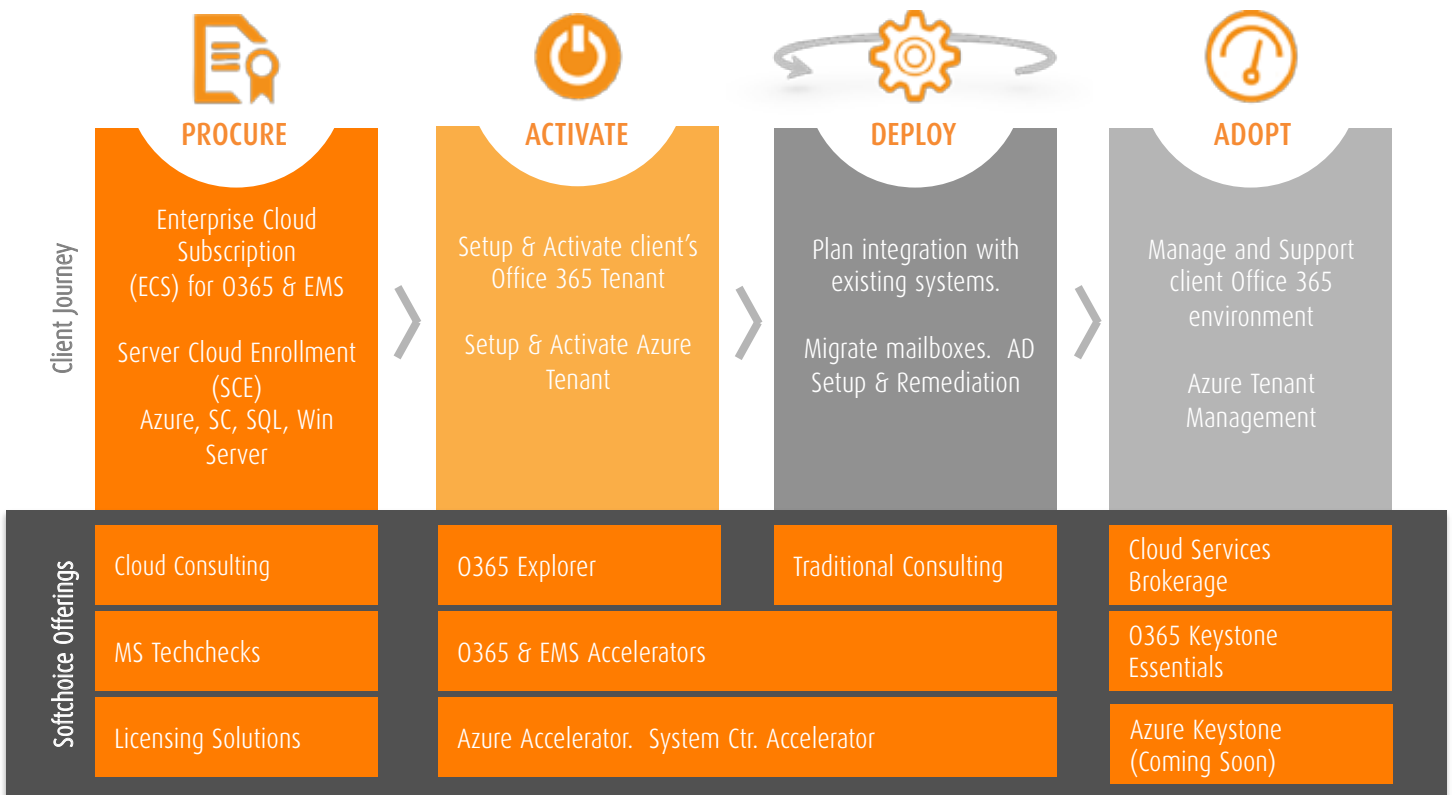 PROCURE
ACTIVATE
DEPLOY
ADOPT
Client Journey
Enterprise Cloud
Subscription
(ECS) for O365 & EMS
Server Cloud Enrollment
(SCE)
Azure, SC, SQL, Win
Server
Setup & Activate client's
Office 365 Tenant
Setup & Activate Azure
Tenant
Plan integration with
existing systems.
Migrate mailboxes. AD
Setup & Remediation
Manage and Support
client Office 365
environment
Azure Tenant
Management
Softchoice Offerings
Cloud Consulting
O365 Explorer
Traditional Consulting
Cloud Services
Brokerage
MS Techchecks
O365 & EMS Accelerators
O365 Keystone
Essentials
Licensing Solutions
Azure Accelerator. System Ctr. Accelerator
Azure Keystone
(Coming Soon)